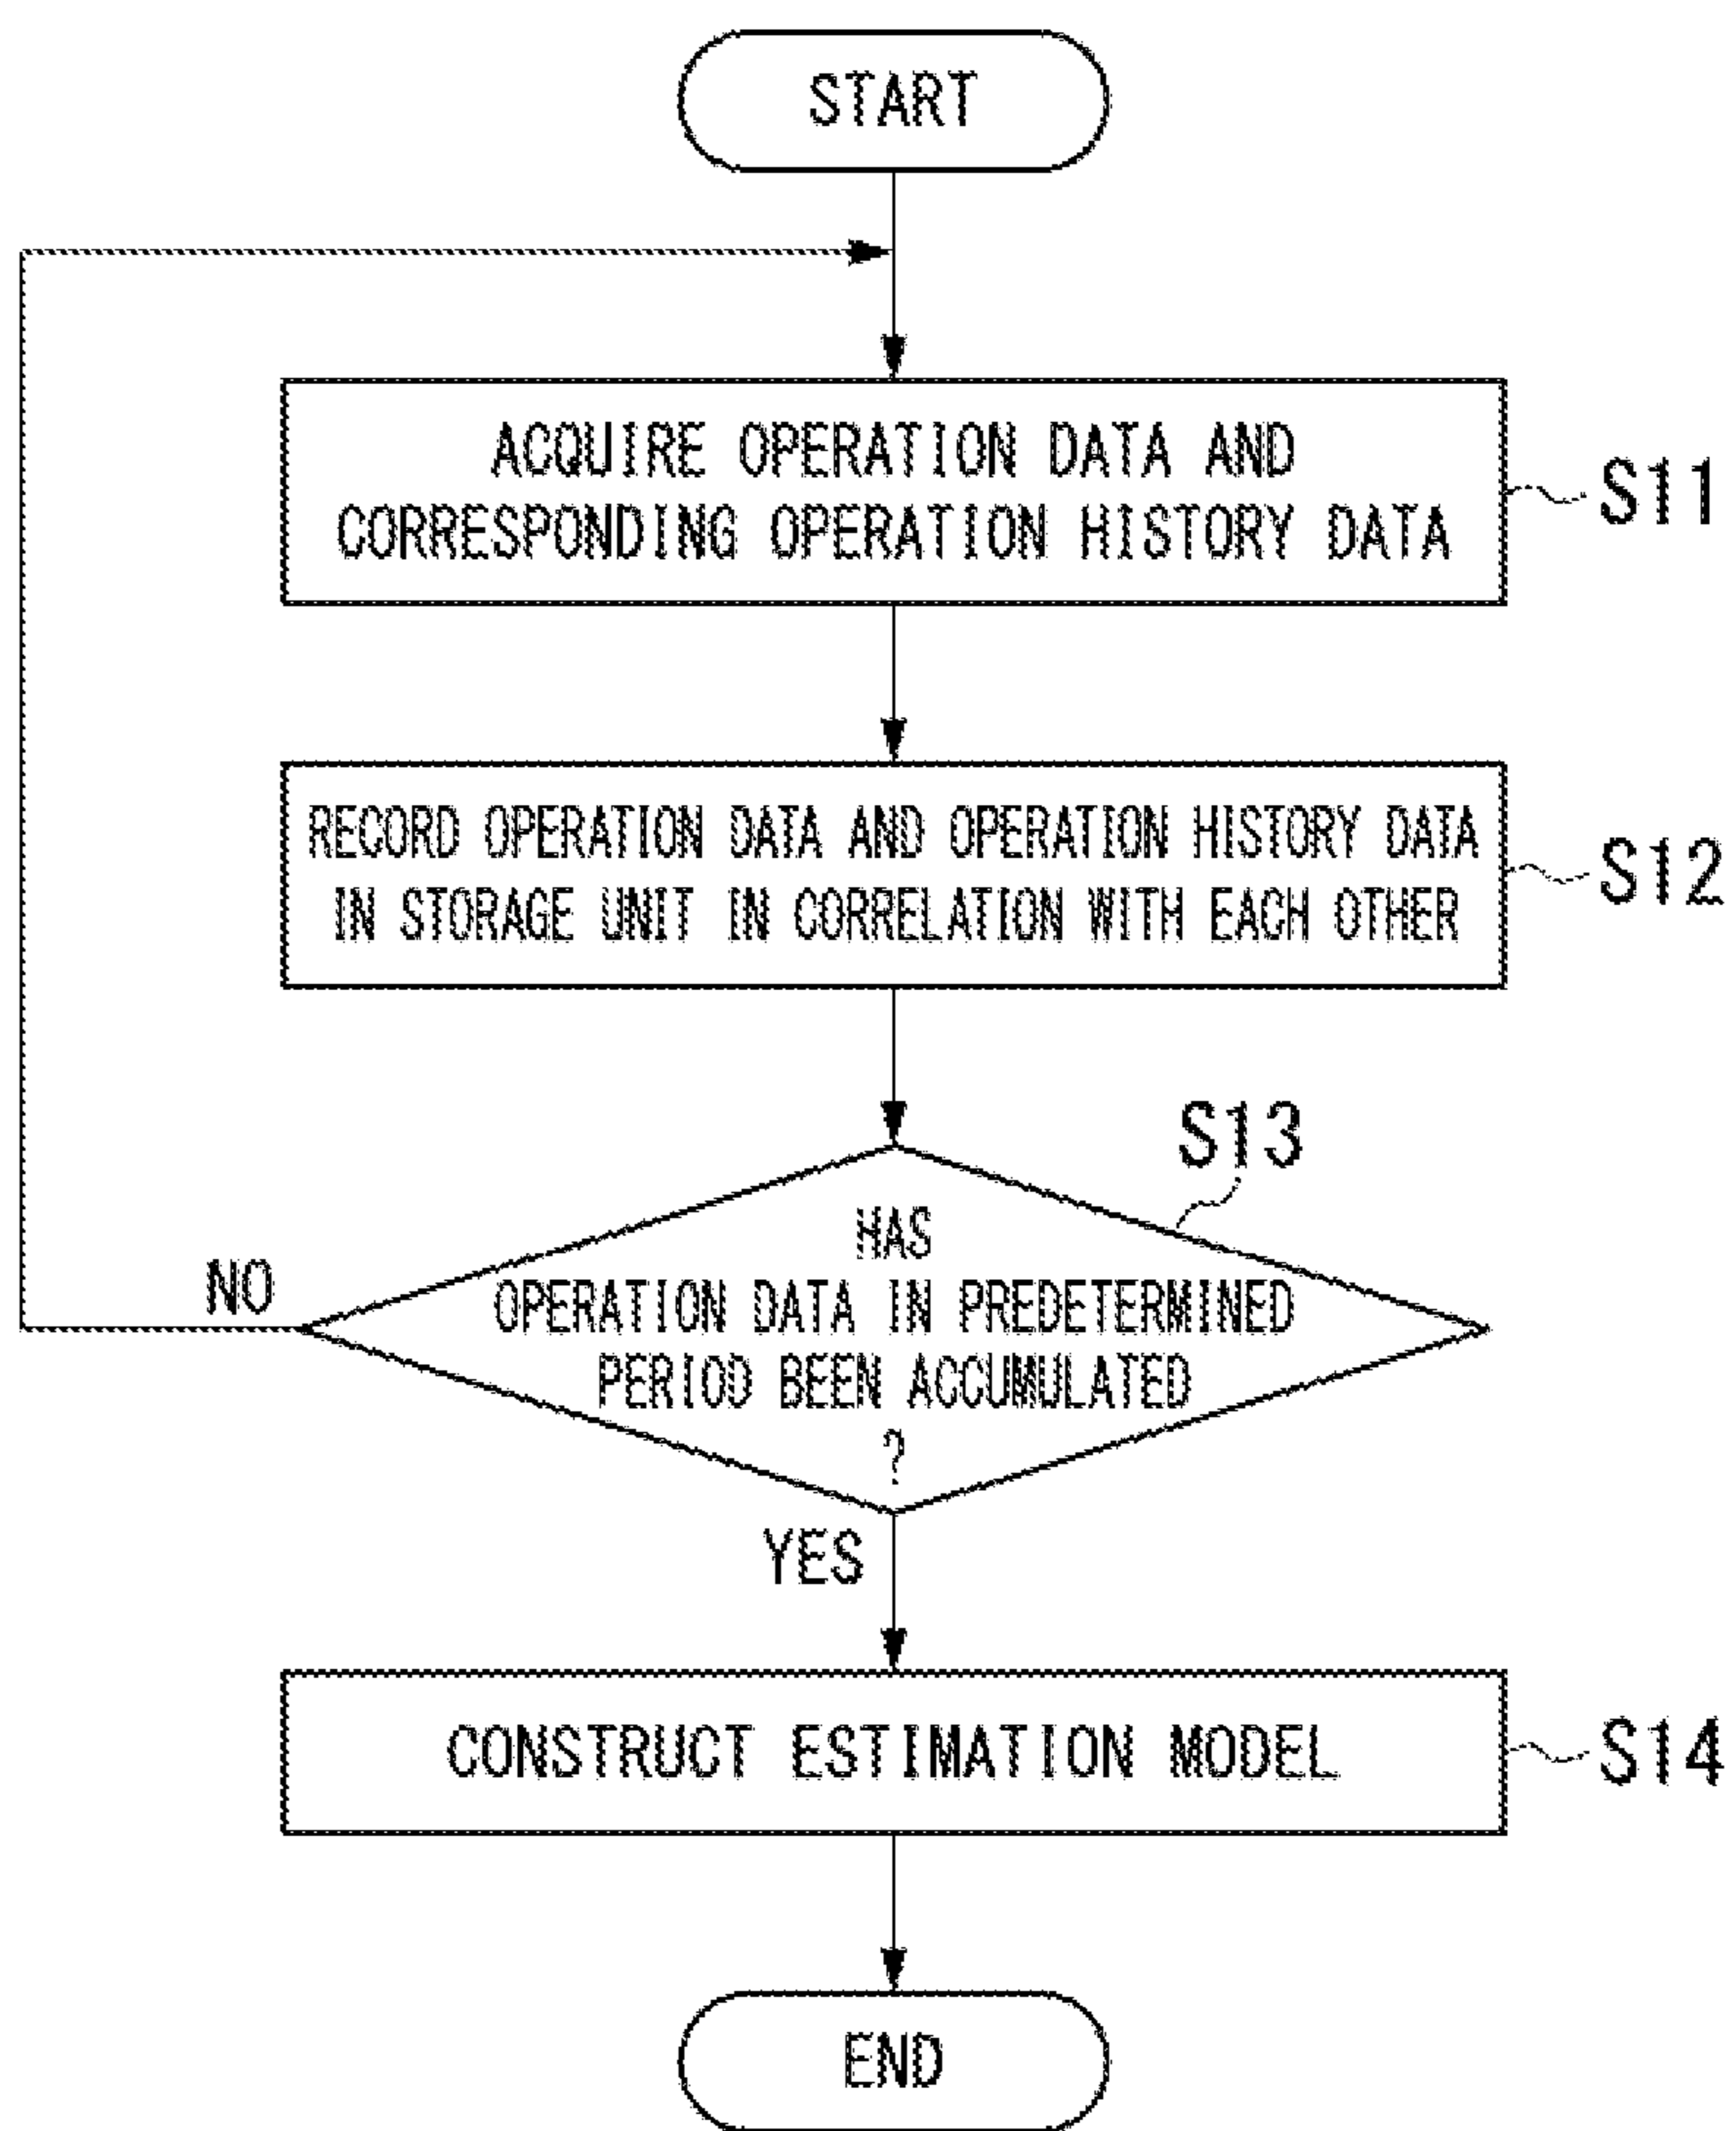 START
ACQUIRE OPERATION DATA AND
CORRESPONDING OPERATION HISTORY DATA
S11
RECORD OPERATION DATA AND OPERATION HISTORY DATA
IN STORAGE UNIT IN CORRELATION WITH EACH OTHER
S12
S13
HAS
OPERATION DATA IN PREDETERMINED
PERIOD BEEN ACCUMULATED
?
NO
YES
CONSTRUCT ESTIMATION MODEL
S14
END